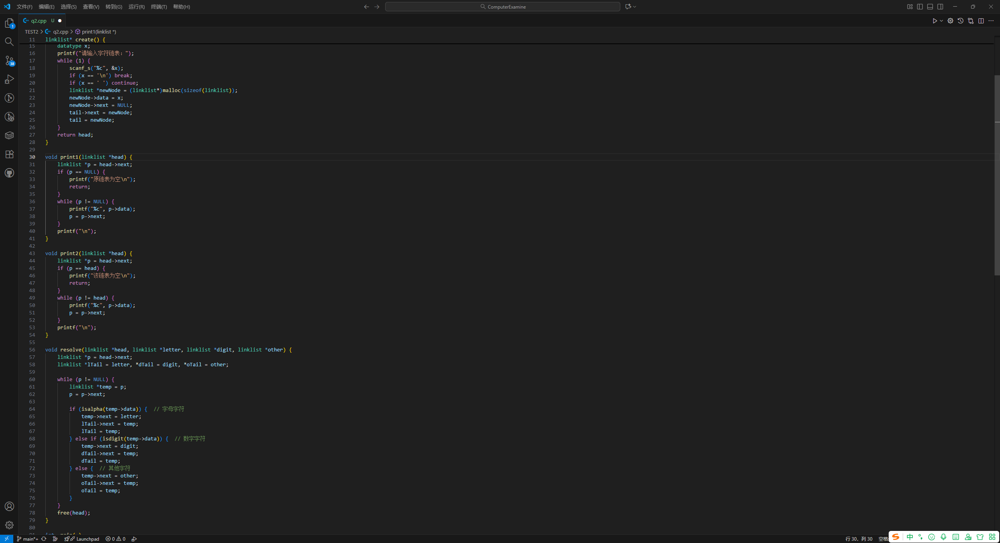 文件(F) 编辑(E) 选择(S) 查看(V) 转到(G) 运行(R) 终端(T) 帮助(H) ComputerExamine
q2.cpp U
TEST2 > q2.cpp > print1(linklist *)
11 linklist* create() {
15 datatype x;
16 printf("请输入字符链表：");
17 while (1) {
18 scanf_s("%c", &x);
19 if (x == '\n') break;
20 if (x == ' ') continue;
21 linklist *newNode = (linklist*)malloc(sizeof(linklist));
22 newNode->data = x;
23 newNode->next = NULL;
24 tail->next = newNode;
25 tail = newNode;
26 }
27 return head;
28 }
29
30 void print1(linklist *head) {
31 linklist *p = head->next;
32 if (p == NULL) {
33 printf("原链表为空\n");
34 return;
35 }
36 while (p != NULL) {
37 printf("%c", p->data);
38 p = p->next;
39 }
40 printf("\n");
41 }
42
43 void print2(linklist *head) {
44 linklist *p = head->next;
45 if (p == head) {
46 printf("该链表为空\n");
47 return;
48 }
49 while (p != head) {
50 printf("%c", p->data);
51 p = p->next;
52 }
53 printf("\n");
54 }
55
56 void resolve(linklist *head, linklist *letter, linklist *digit, linklist *other) {
57 linklist *p = head->next;
58 linklist *lTail = letter, *dTail = digit, *oTail = other;
59
60 while (p != NULL) {
61 linklist *temp = p;
62 p = p->next;
63
64 if (isalpha(temp->data)) {  // 字母字符
65 temp->next = letter;
66 lTail->next = temp;
67 lTail = temp;
68 } else if (isdigit(temp->data)) {  // 数字字符
69 temp->next = digit;
70 dTail->next = temp;
71 dTail = temp;
72 } else {  // 其他字符
73 temp->next = other;
74 oTail->next = temp;
75 oTail = temp;
76 }
77 }
78 free(head);
79 }
80
1
38
main*+ Launchpad 0 0 行 30，列 30 空格: 中